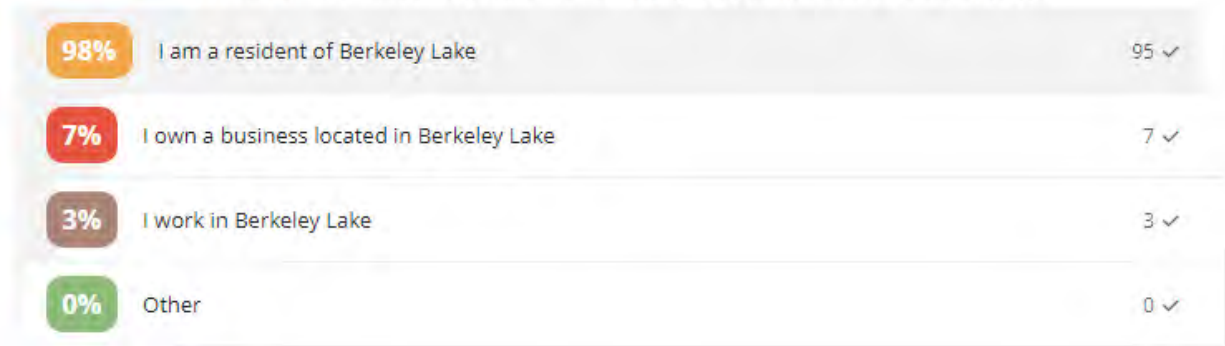 98% I am a resident of Berkeley Lake 95 ✓
7% I own a business located in Berkeley Lake 7 ✓
3% I work in Berkeley Lake 3 ✓
0% Other 0 ✓